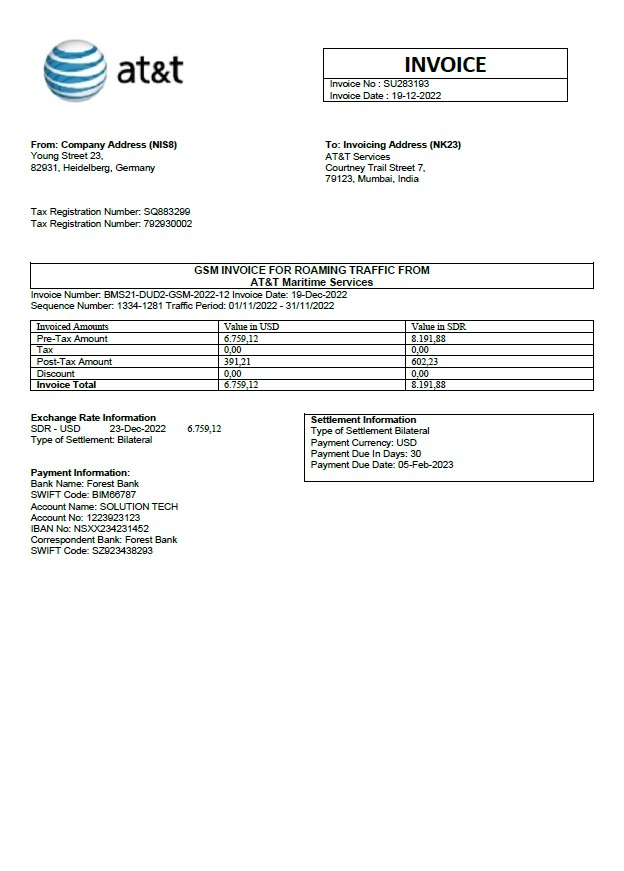 at&t
INVOICE
Invoice No : SU283193
Invoice Date : 19-12-2022
From: Company Address (NIS8)
Young Street 23,
82931, Heidelberg, Germany
To: Invoicing Address (NK23)
AT&T Services
Courtney Trail Street 7,
79123, Mumbai, India
Tax Registration Number: SQ883299
Tax Registration Number: 792930002
GSM INVOICE FOR ROAMING TRAFFIC FROM
AT&T Maritime Services
Invoice Number: BMS21-DUD2-GSM-2022-12 Invoice Date: 19-Dec-2022
Sequence Number: 1334-1281 Traffic Period: 01/11/2022 - 31/11/2022
Invoiced Amounts Value in USD Value in SDR
Pre-Tax Amount 6.759,12 8.191,88
Tax 0,00 0,00
Post-Tax Amount 391,21 602,23
Discount 0,00 0,00
Invoice Total 6.759,12 8.191,88
Exchange Rate Information
SDR - USD 23-Dec-2022 6.759,12
Type of Settlement: Bilateral
Settlement Information
Type of Settlement Bilateral
Payment Currency: USD
Payment Due In Days: 30
Payment Due Date: 05-Feb-2023
Payment Information:
Bank Name: Forest Bank
SWIFT Code: BIM66787
Account Name: SOLUTION TECH
Account No: 1223923123
IBAN No: NSXX234231452
Correspondent Bank: Forest Bank
SWIFT Code: SZ923438293